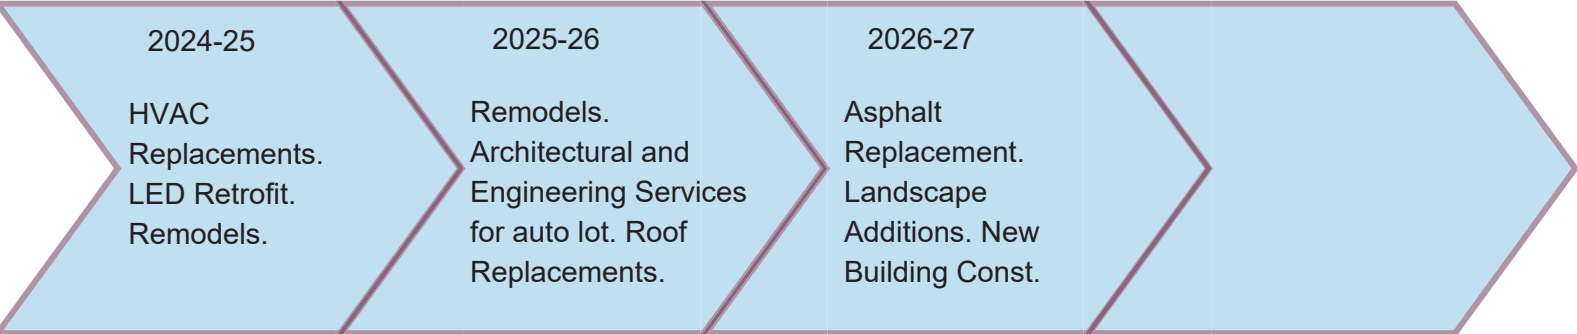 2024-25
HVAC
Replacements.
LED Retrofit.
Remodels.
2025-26
Remodels.
Architectural and
Engineering Services
for auto lot. Roof
Replacements.
2026-27
Asphalt
Replacement.
Landscape
Additions. New
Building Const.